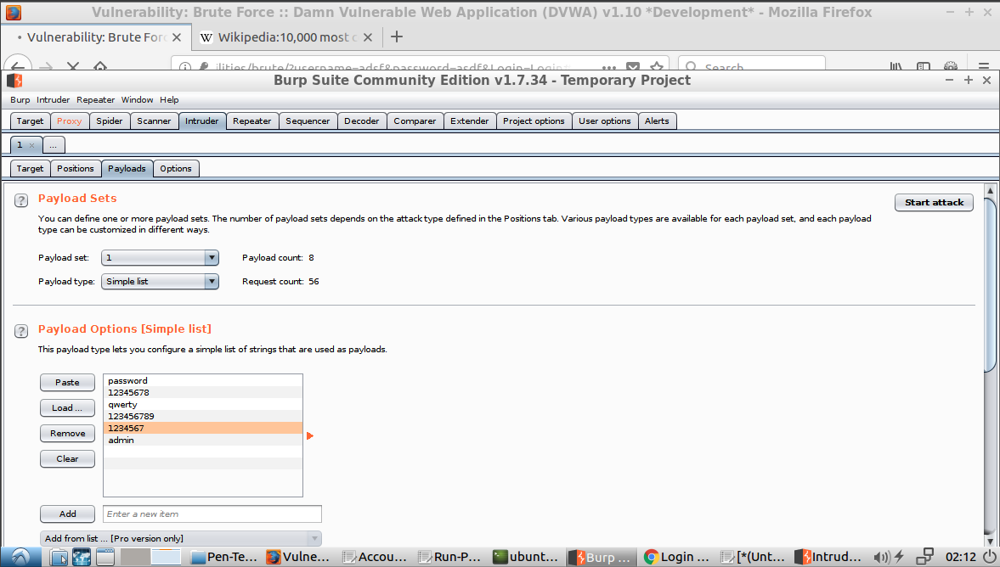 Vulnerability: Brute Force :: Damn Vulnerable Web Application (DVWA) v1.10 *Development* - Mozilla Firefox
• Vulnerability: Brute For
W Wikipedia:10,000 most c
ilities/brute/?username=adsf&password=asdf&Login=Login
Search
Burp Suite Community Edition v1.7.34 - Temporary Project
Burp Intruder Repeater Window Help
Target Proxy Spider Scanner Intruder Repeater Sequencer Decoder Comparer Extender Project options User options Alerts
1 × ...
Target Positions Payloads Options
? Payload Sets
Start attack
You can define one or more payload sets. The number of payload sets depends on the attack type defined in the Positions tab. Various payload types are available for each payload set, and each payload
type can be customized in different ways.
Payload set: 1 Payload count: 8
Payload type: Simple list Request count: 56
? Payload Options [Simple list]
This payload type lets you configure a simple list of strings that are used as payloads.
Paste
Load ...
Remove
Clear
password
12345678
qwerty
123456789
1234567
admin
Add Enter a new item
Add from list ... [Pro version only]
Pen-Te... Vulne... Accou... Run-P... ubunt... Burp ... Login ... [*(Unt... Intrud... 02:12